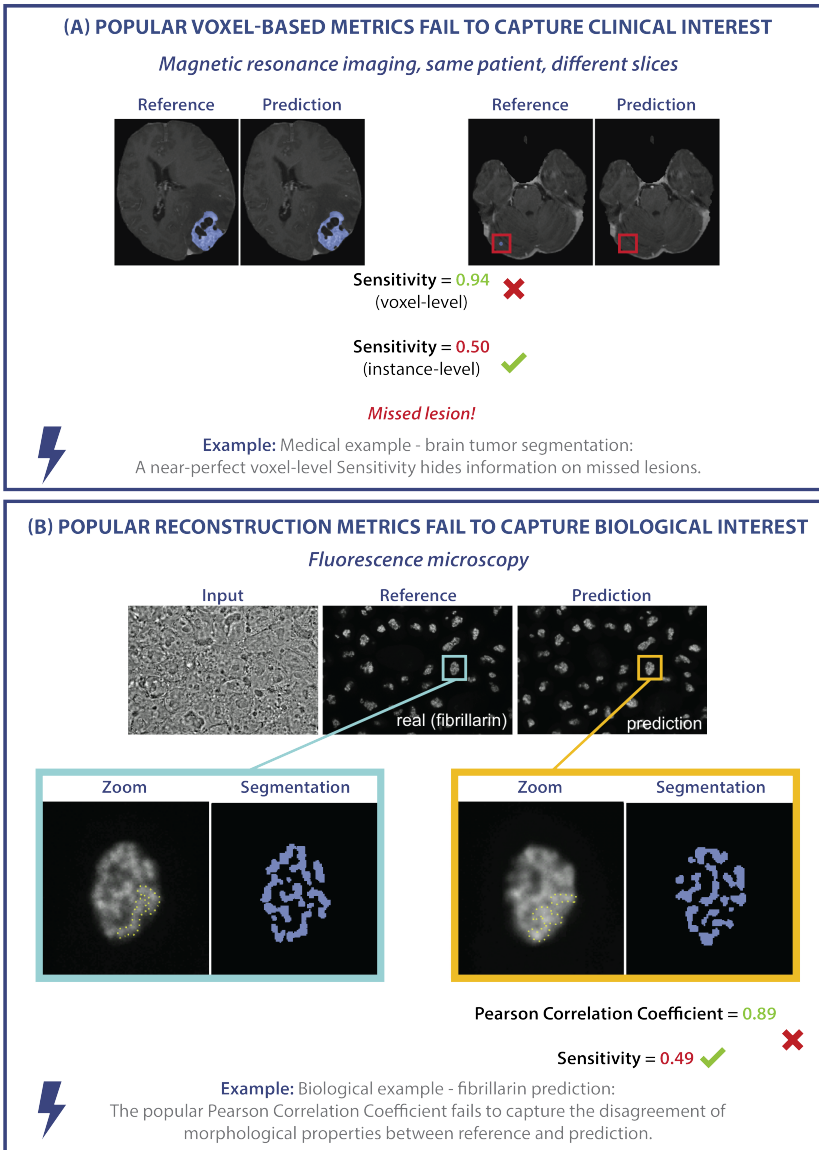 (A) POPULAR VOXEL-BASED METRICS FAIL TO CAPTURE CLINICAL INTEREST
Magnetic resonance imaging, same patient, different slices
Reference Prediction Reference Prediction
Sensitivity = 0.94
(voxel-level)
Sensitivity = 0.50
(instance-level)
Missed lesion!
Example: Medical example - brain tumor segmentation:
A near-perfect voxel-level Sensitivity hides information on missed lesions.
(B) POPULAR RECONSTRUCTION METRICS FAIL TO CAPTURE BIOLOGICAL INTEREST
Fluorescence microscopy
Input Reference Prediction
real (fibrillarin) prediction
Zoom Segmentation Zoom Segmentation
Pearson Correlation Coefficient = 0.89
Sensitivity = 0.49
Example: Biological example - fibrillarin prediction:
The popular Pearson Correlation Coefficient fails to capture the disagreement of
morphological properties between reference and prediction.